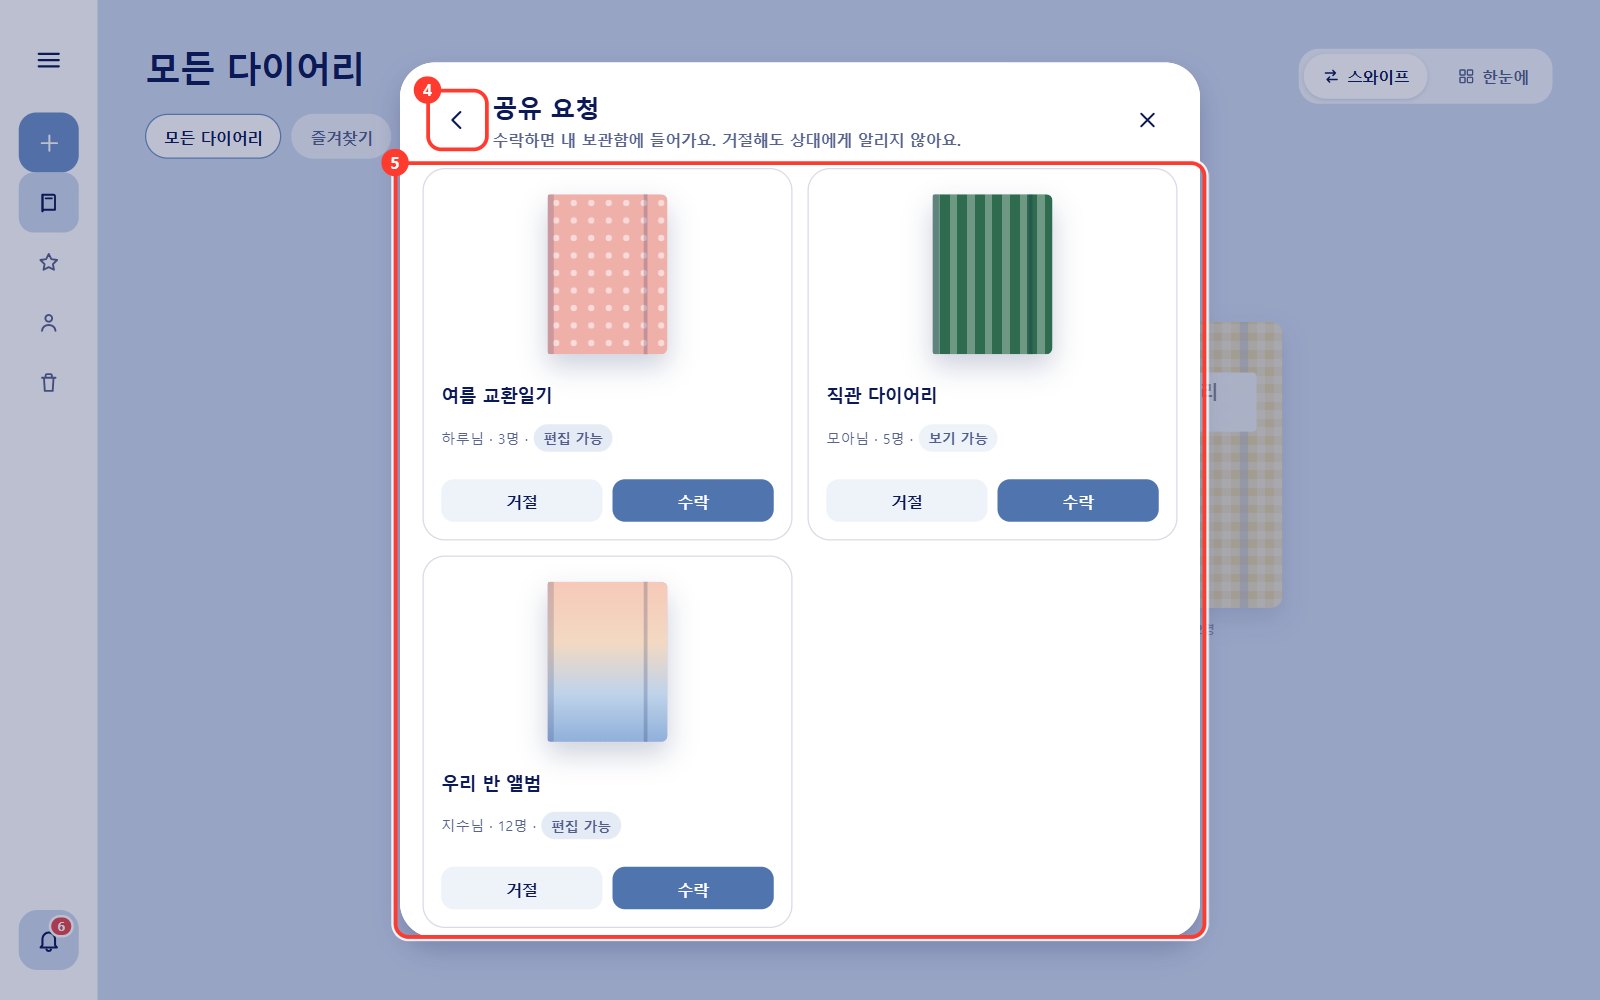 모든 다이어리
스와이프
한눈에
모든 다이어리
즐겨찾기
4
공유 요청
수락하면 내 보관함에 들어가요. 거절해도 상대에게 알리지 않아요.
5
여름 교환일기
하루님 · 3명 · 편집 가능
거절
수락
직관 다이어리
모아님 · 5명 · 보기 가능
거절
수락
리
명
우리 반 앨범
지수님 · 12명 · 편집 가능
거절
수락
6